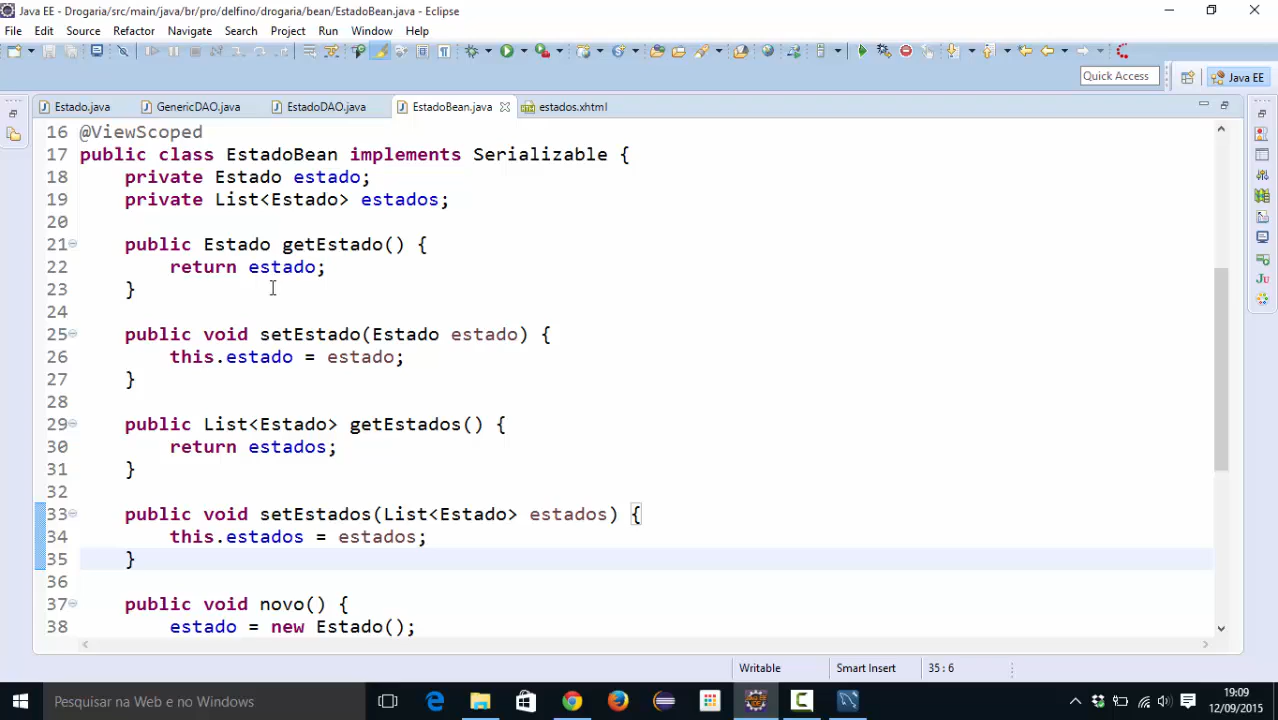 Java EE - Drogaria/src/main/java/br/pro/delfino/drogaria/bean/EstadoBean.java - Eclipse
File Edit Source Refactor Navigate Search Project Run Window Help
Quick Access
Java EE
Estado.java GenericDAO.java EstadoDAO.java EstadoBean.java estados.xhtml
16 @ViewScoped
17 public class EstadoBean implements Serializable {
18 private Estado estado;
19 private List<Estado> estados;
20
21 public Estado getEstado() {
22 return estado;
23 }
24
25 public void setEstado(Estado estado) {
26 this.estado = estado;
27 }
28
29 public List<Estado> getEstados() {
30 return estados;
31 }
32
33 public void setEstados(List<Estado> estados) {
34 this.estados = estados;
35 }
36
37 public void novo() {
38 estado = new Estado();
Writable Smart Insert 35 : 6
Pesquisar na Web e no Windows
19:09
12/09/2015